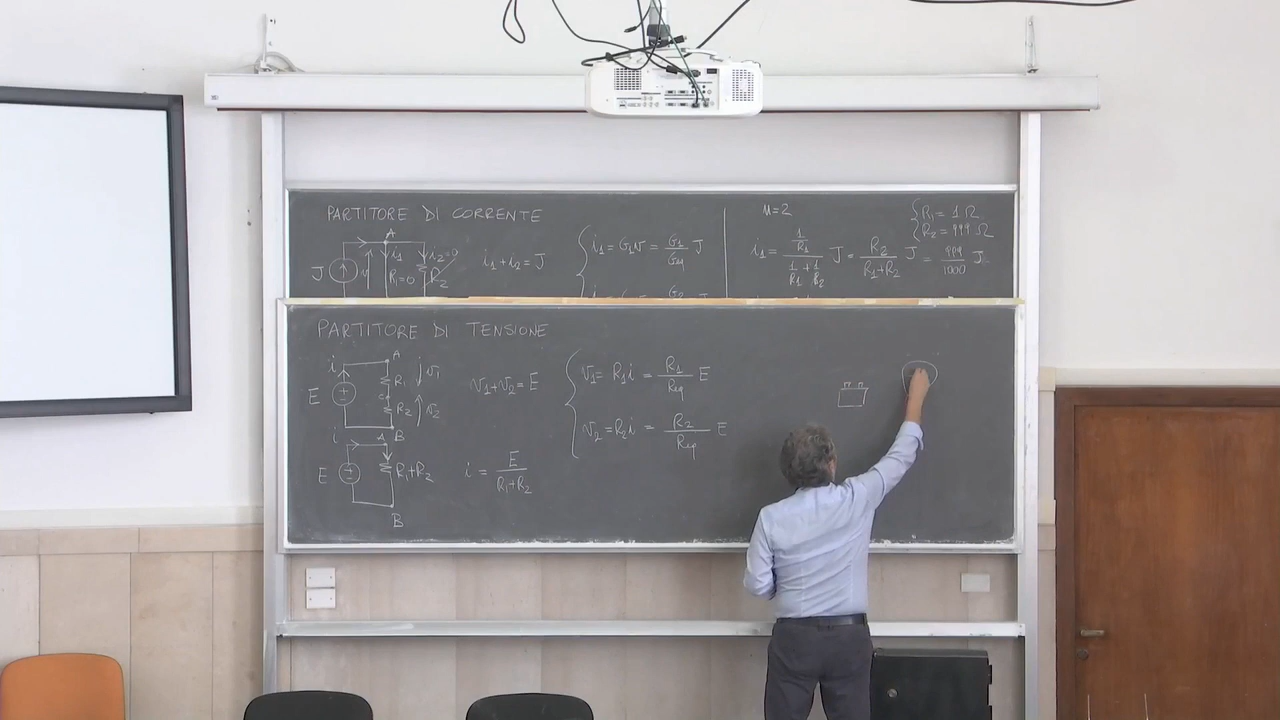 PARTITORE DI CORRENTE
A
J
i₁
R₁=0
i₂=0
R₂
i₁+i₂=J
i₁=G₁v=G₁/Geq J
n=2
i₁= (1/R₁)/(1/R₁+1/R₂) J= R₂/(R₁+R₂) J = 999/1000 J
R₁= 1 Ω
R₂= 999 Ω
PARTITORE DI TENSIONE
i
A
E
R₁
v₁
R₂
v₂
B
v₁+v₂=E
v₁= R₁i = R₁/Req E
v₂=R₂i = R₂/Req E
i
A
E
R₁+R₂
B
i = E/(R₁+R₂)